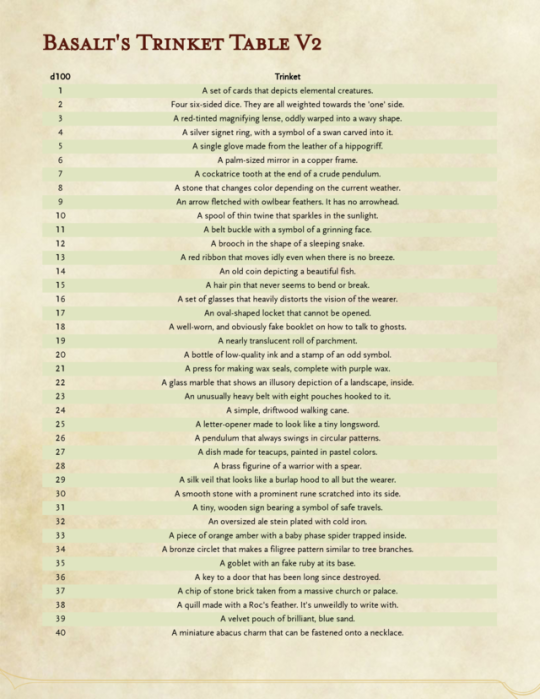 Basalt's Trinket Table V2
d100 Trinket
1 A set of cards that depicts elemental creatures.
2 Four six-sided dice. They are all weighted towards the 'one' side.
3 A red-tinted magnifying lense, oddly warped into a wavy shape.
4 A silver signet ring, with a symbol of a swan carved into it.
5 A single glove made from the leather of a hippogriff.
6 A palm-sized mirror in a copper frame.
7 A cockatrice tooth at the end of a crude pendulum.
8 A stone that changes color depending on the current weather.
9 An arrow fletched with owlbear feathers. It has no arrowhead.
10 A spool of thin twine that sparkles in the sunlight.
11 A belt buckle with a symbol of a grinning face.
12 A brooch in the shape of a sleeping snake.
13 A red ribbon that moves idly even when there is no breeze.
14 An old coin depicting a beautiful fish.
15 A hair pin that never seems to bend or break.
16 A set of glasses that heavily distorts the vision of the wearer.
17 An oval-shaped locket that cannot be opened.
18 A well-worn, and obviously fake booklet on how to talk to ghosts.
19 A nearly translucent roll of parchment.
20 A bottle of low-quality ink and a stamp of an odd symbol.
21 A press for making wax seals, complete with purple wax.
22 A glass marble that shows an illusory depiction of a landscape, inside.
23 An unusually heavy belt with eight pouches hooked to it.
24 A simple, driftwood walking cane.
25 A letter-opener made to look like a tiny longsword.
26 A pendulum that always swings in circular patterns.
27 A dish made for teacups, painted in pastel colors.
28 A brass figurine of a warrior with a spear.
29 A silk veil that looks like a burlap hood to all but the wearer.
30 A smooth stone with a prominent rune scratched into its side.
31 A tiny, wooden sign bearing a symbol of safe travels.
32 An oversized ale stein plated with cold iron.
33 A piece of orange amber with a baby phase spider trapped inside.
34 A bronze circlet that makes a filigree pattern similar to tree branches.
35 A goblet with an fake ruby at its base.
36 A key to a door that has been long since destroyed.
37 A chip of stone brick taken from a massive church or palace.
38 A quill made with a Roc's feather. It's unweildly to write with.
39 A velvet pouch of brilliant, blue sand.
40 A miniature abacus charm that can be fastened onto a necklace.